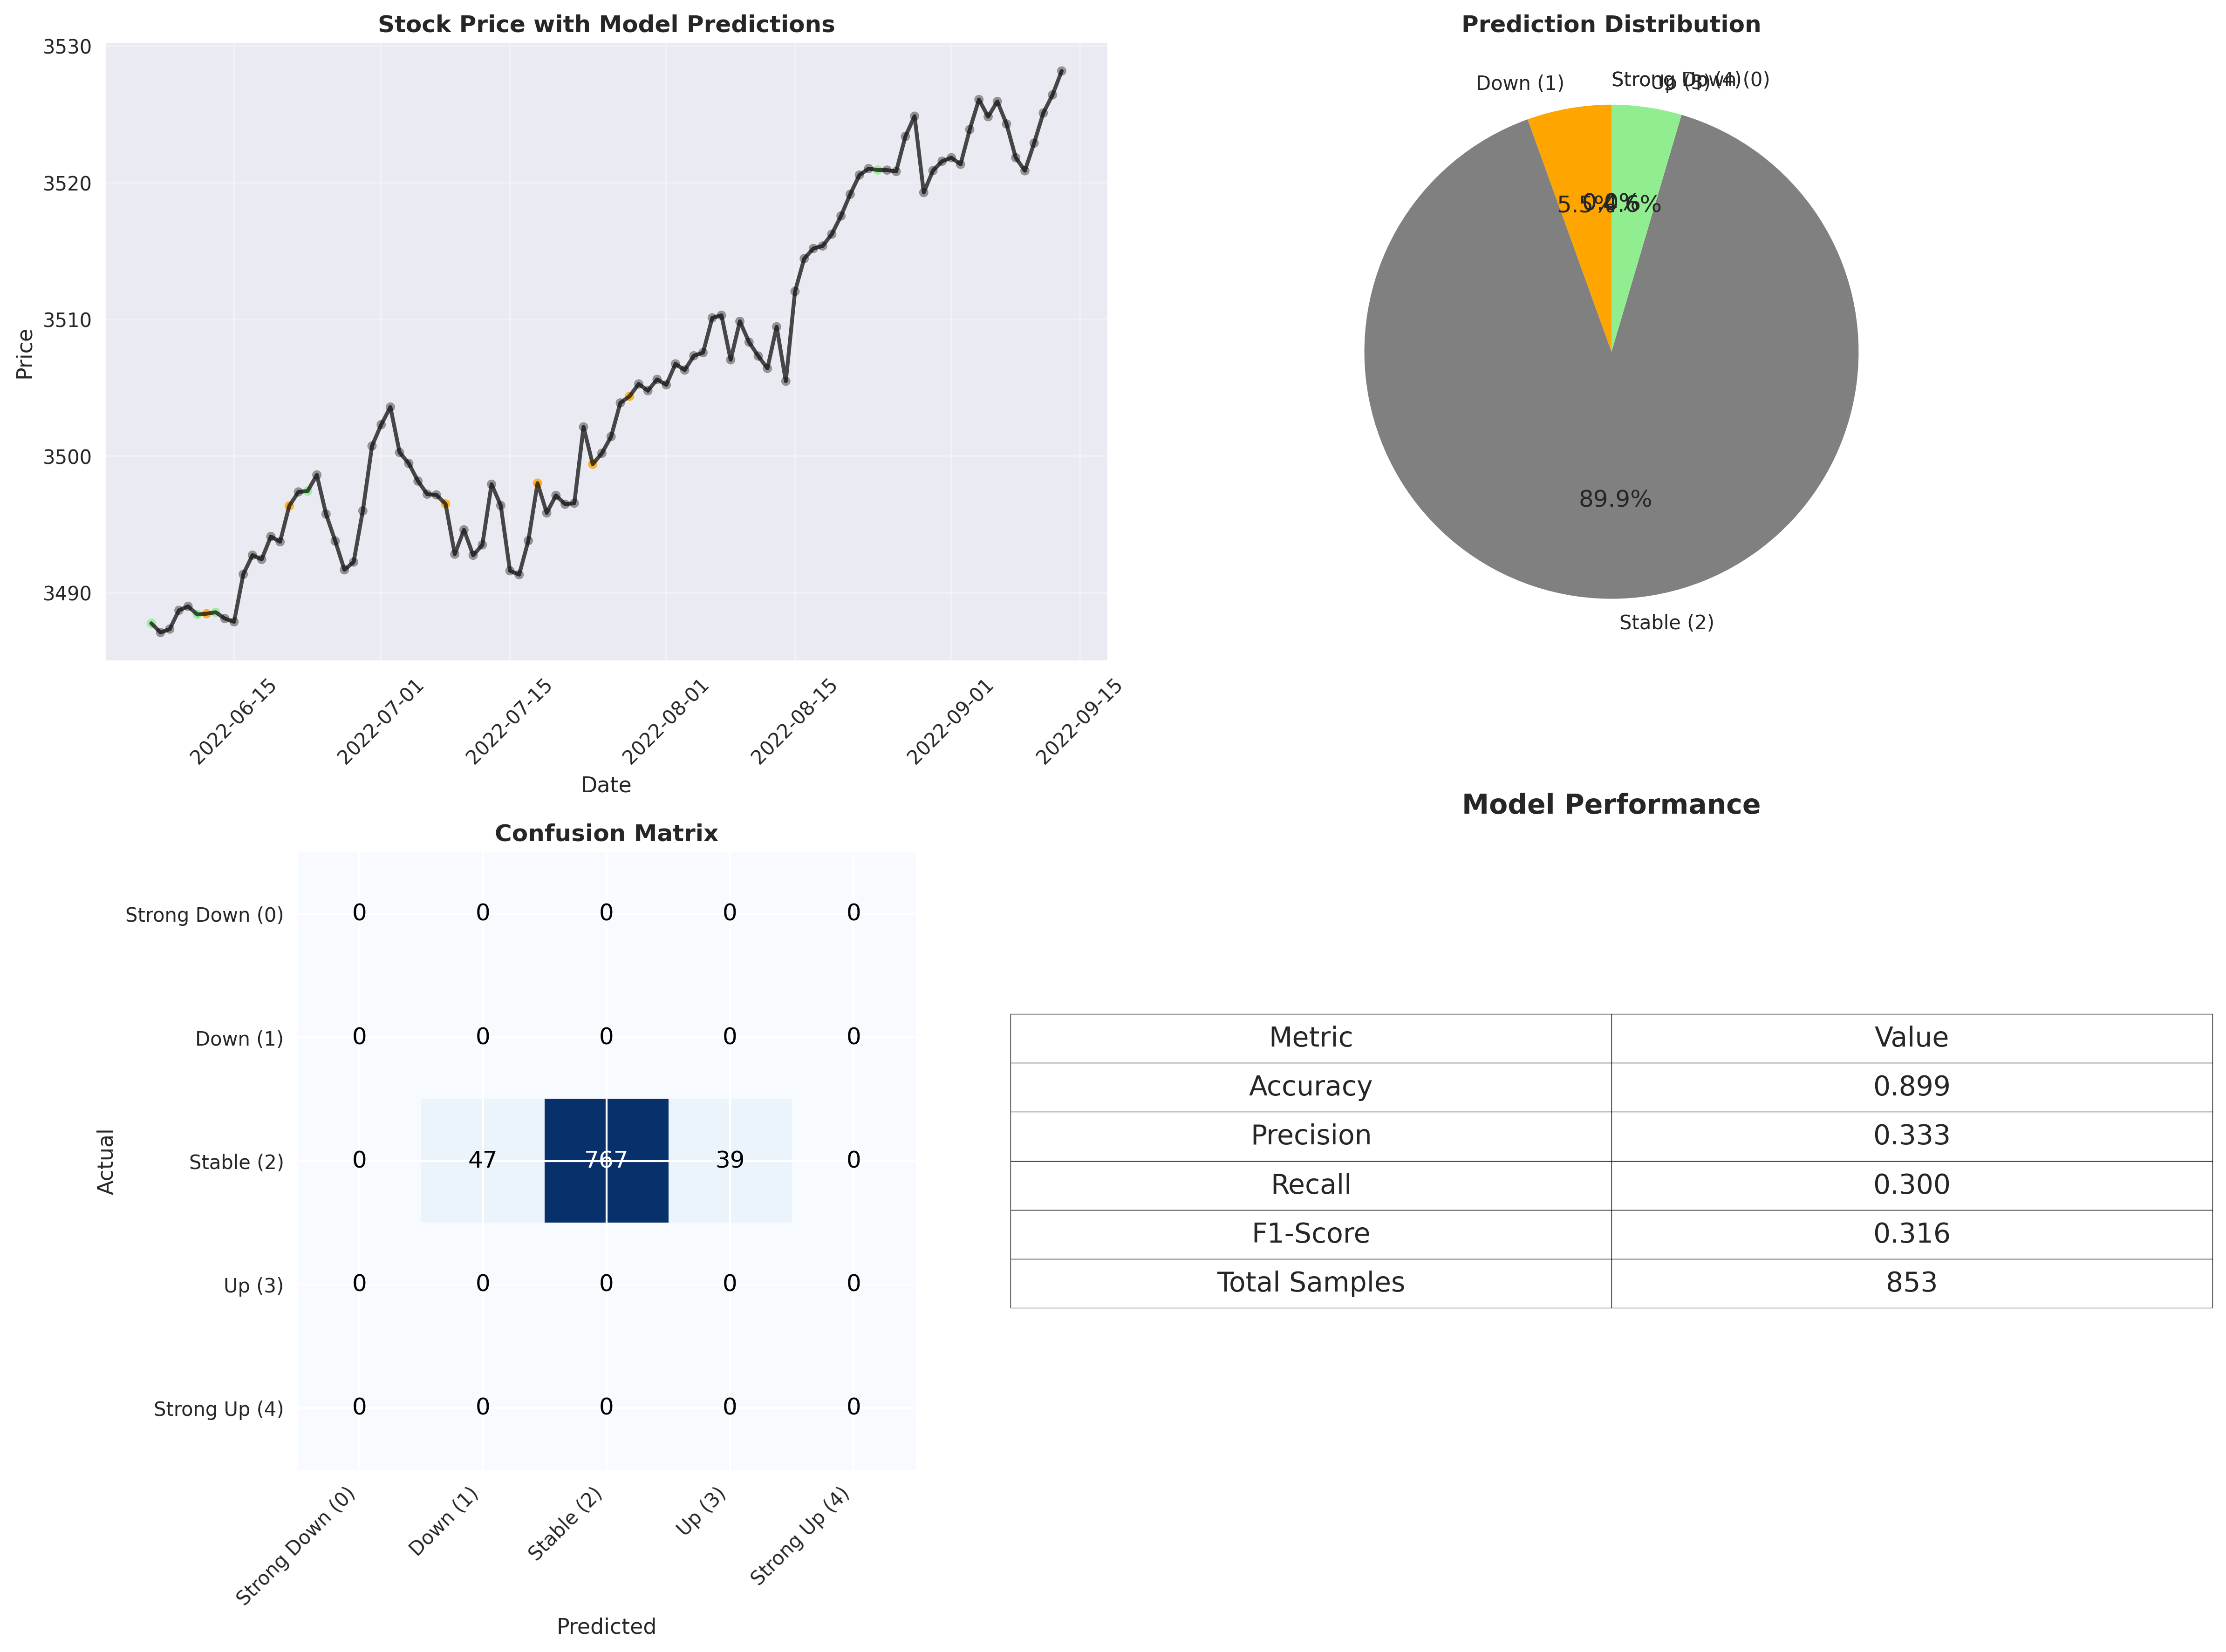 Stock Price with Model Predictions
3530
3520
3510
3500
3490
Price
2022-06-15
2022-07-01
2022-07-15
2022-08-01
2022-08-15
2022-09-01
2022-09-15
Date
Prediction Distribution
Down (1)
Strong Up (4)
Up (3)
(0)
5.5%
0.0%
4.6%
89.9%
Stable (2)
Confusion Matrix
Strong Down (0) 0 0 0 0 0
Down (1) 0 0 0 0 0
Stable (2) 0 47 767 39 0
Up (3) 0 0 0 0 0
Strong Up (4) 0 0 0 0 0
Actual
Strong Down (0)
Down (1)
Stable (2)
Up (3)
Strong Up (4)
Predicted
Model Performance
Metric Value
Accuracy 0.899
Precision 0.333
Recall 0.300
F1-Score 0.316
Total Samples 853